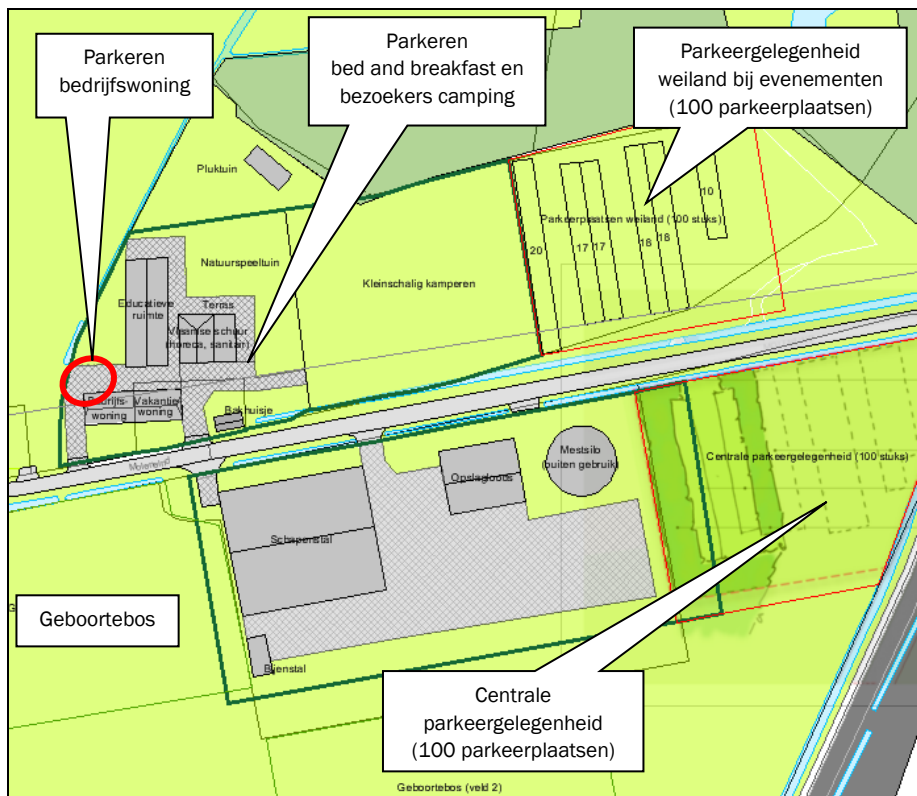 Parkeren
bedrijfswoning
Parkeren
bed and breakfast en
bezoekers camping
Parkeergelegenheid
weiland bij evenementen
(100 parkeerplaatsen)
Pluktuin
Natuurspeeltuin
Kleinschalig kamperen
Parkeerplaatsen weiland (100 stuks)
20
17
17
18
18
10
Educatieve
ruimte
Terras
Vlaamse schuur
(horeca, sanitair)
Bedrijfs-
woning
Vakantie-
woning
Bakhuisje
Opslagloods
Mestsilo
(buiten gebruik)
Centrale parkeergelegenheid (100 stuks)
Schapenstal
Geboortebos
Bijenstal
Centrale
parkeergelegenheid
(100 parkeerplaatsen)
Geboortebos (veld 2)